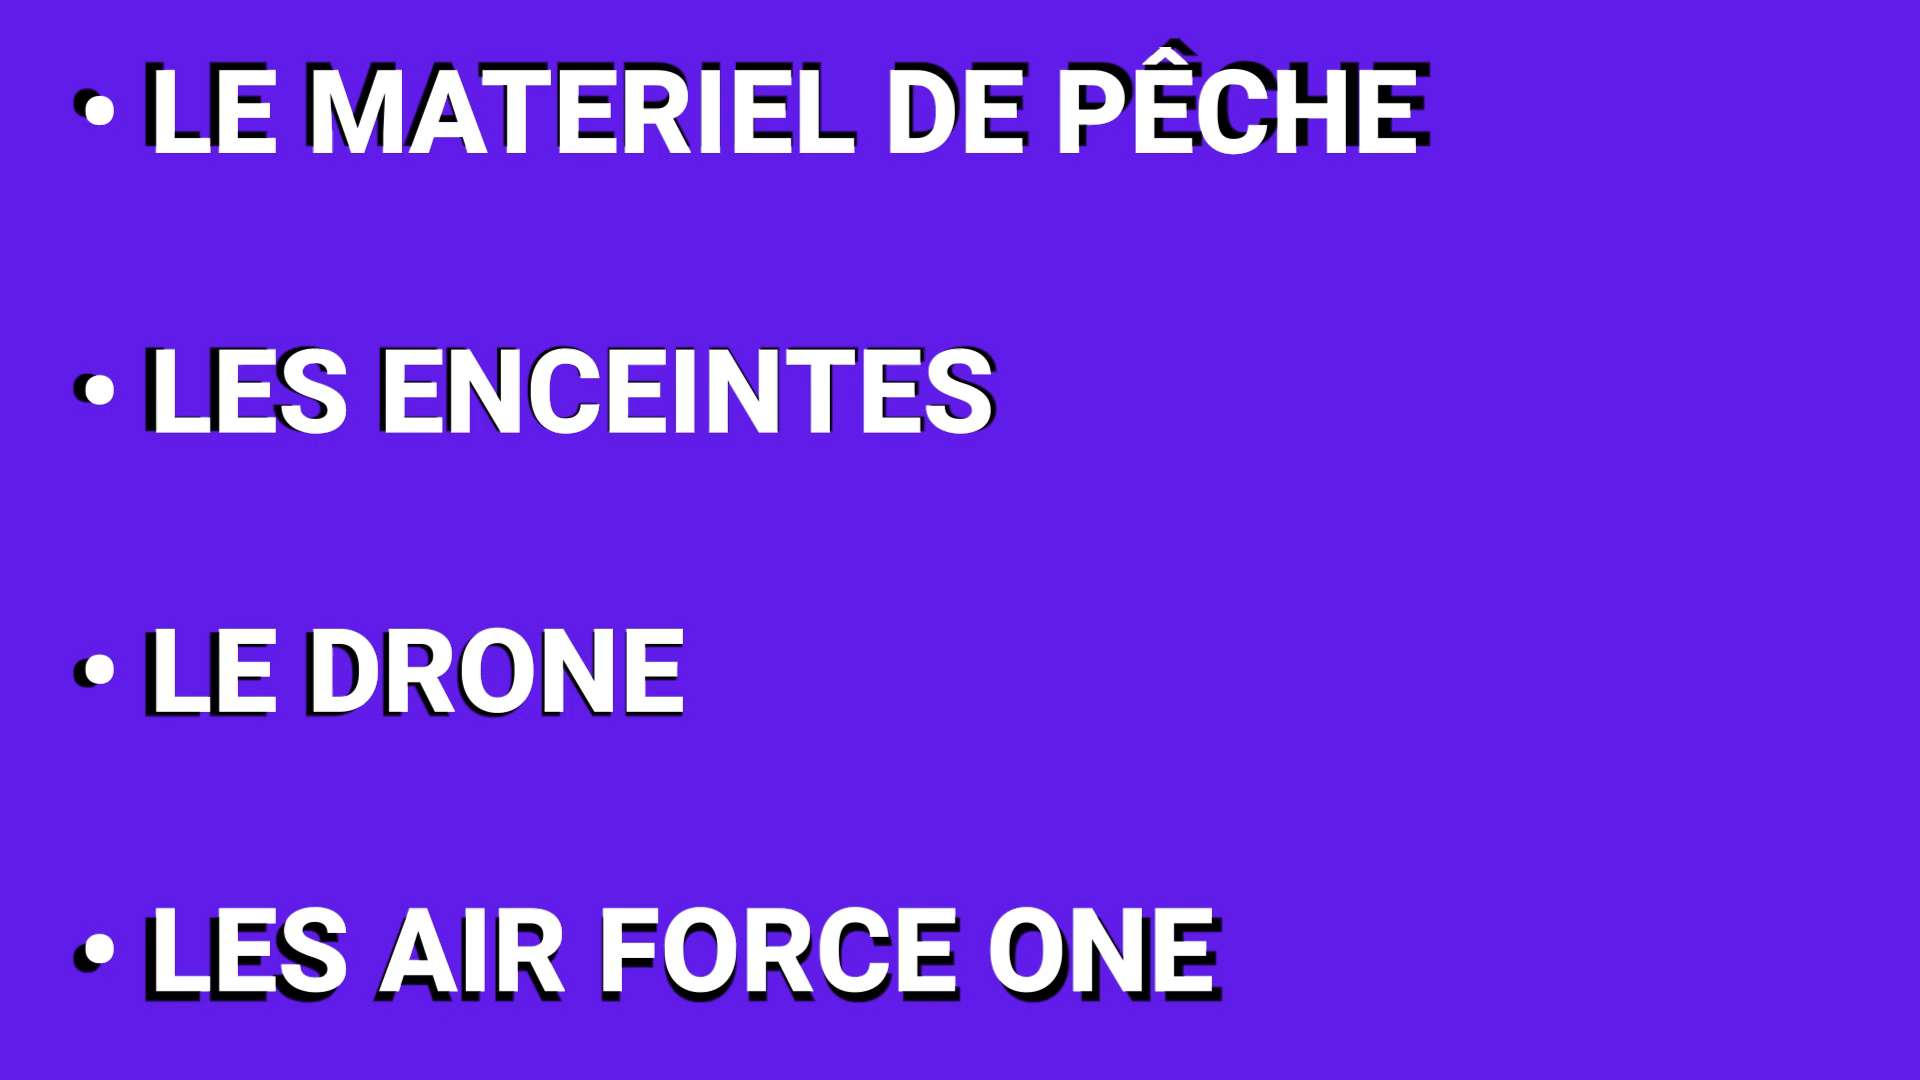 • LE MATERIEL DE PÊCHE
• LES ENCEINTES
• LE DRONE
• LES AIR FORCE ONE